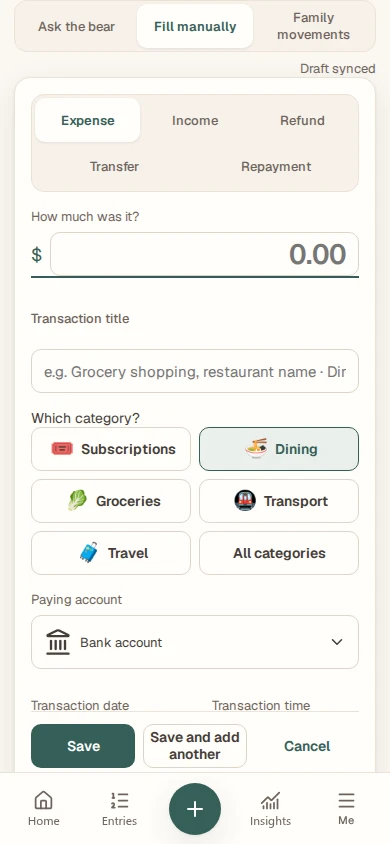 Ask the bear
Fill manually
Family
movements
Draft synced
Expense
Income
Refund
Transfer
Repayment
How much was it?
$ 0.00
Transaction title
e.g. Grocery shopping, restaurant name · Dir
Which category?
Subscriptions
Dining
Groceries
Transport
Travel
All categories
Paying account
Bank account
Transaction date
Transaction time
Save
Save and add
another
Cancel
Home
Entries
Insights
Me